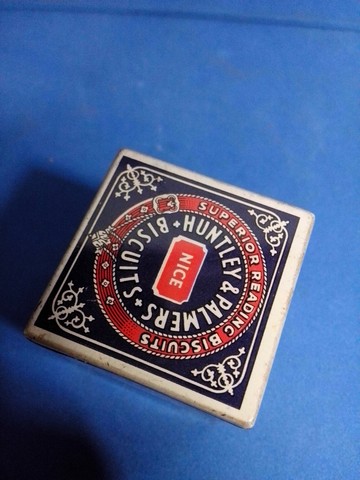 SUPERIOR READING BISCUITS
HUNTLEY & PALMERS
BISCUITS
NICE